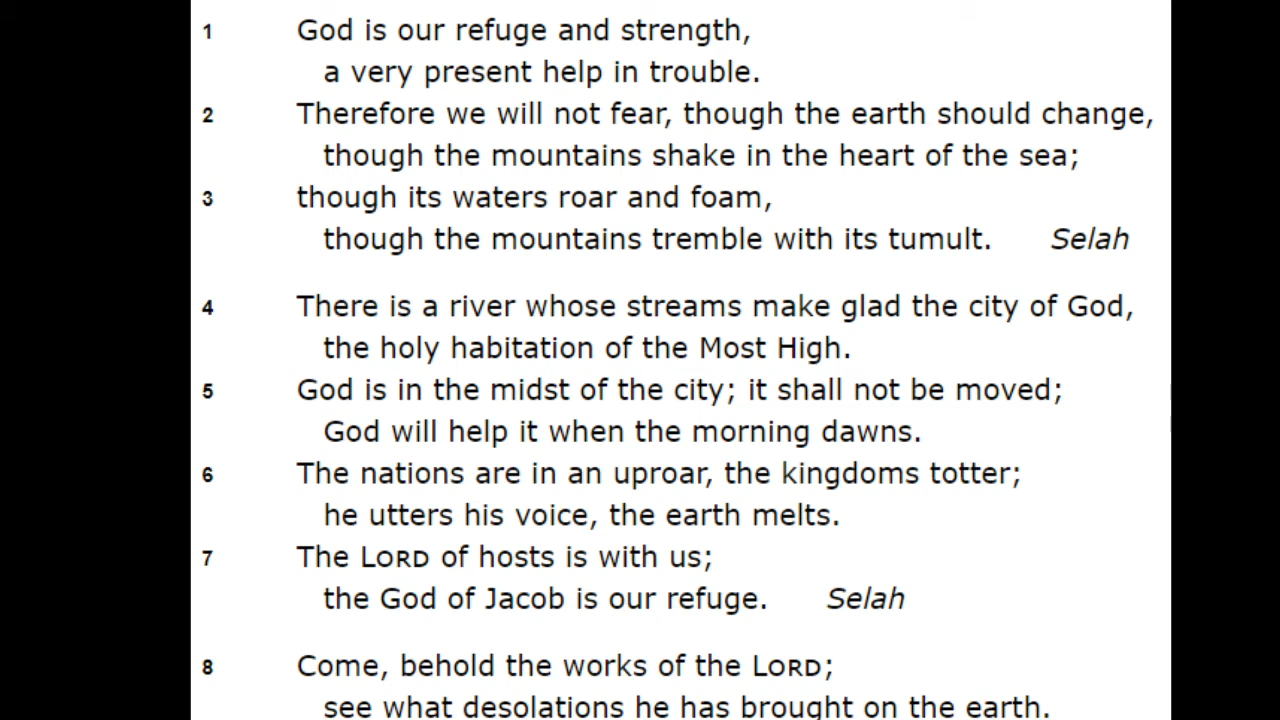 1 God is our refuge and strength,
a very present help in trouble.
2 Therefore we will not fear, though the earth should change,
though the mountains shake in the heart of the sea;
3 though its waters roar and foam,
though the mountains tremble with its tumult. Selah
4 There is a river whose streams make glad the city of God,
the holy habitation of the Most High.
5 God is in the midst of the city; it shall not be moved;
God will help it when the morning dawns.
6 The nations are in an uproar, the kingdoms totter;
he utters his voice, the earth melts.
7 The LORD of hosts is with us;
the God of Jacob is our refuge. Selah
8 Come, behold the works of the LORD;
see what desolations he has brought on the earth.